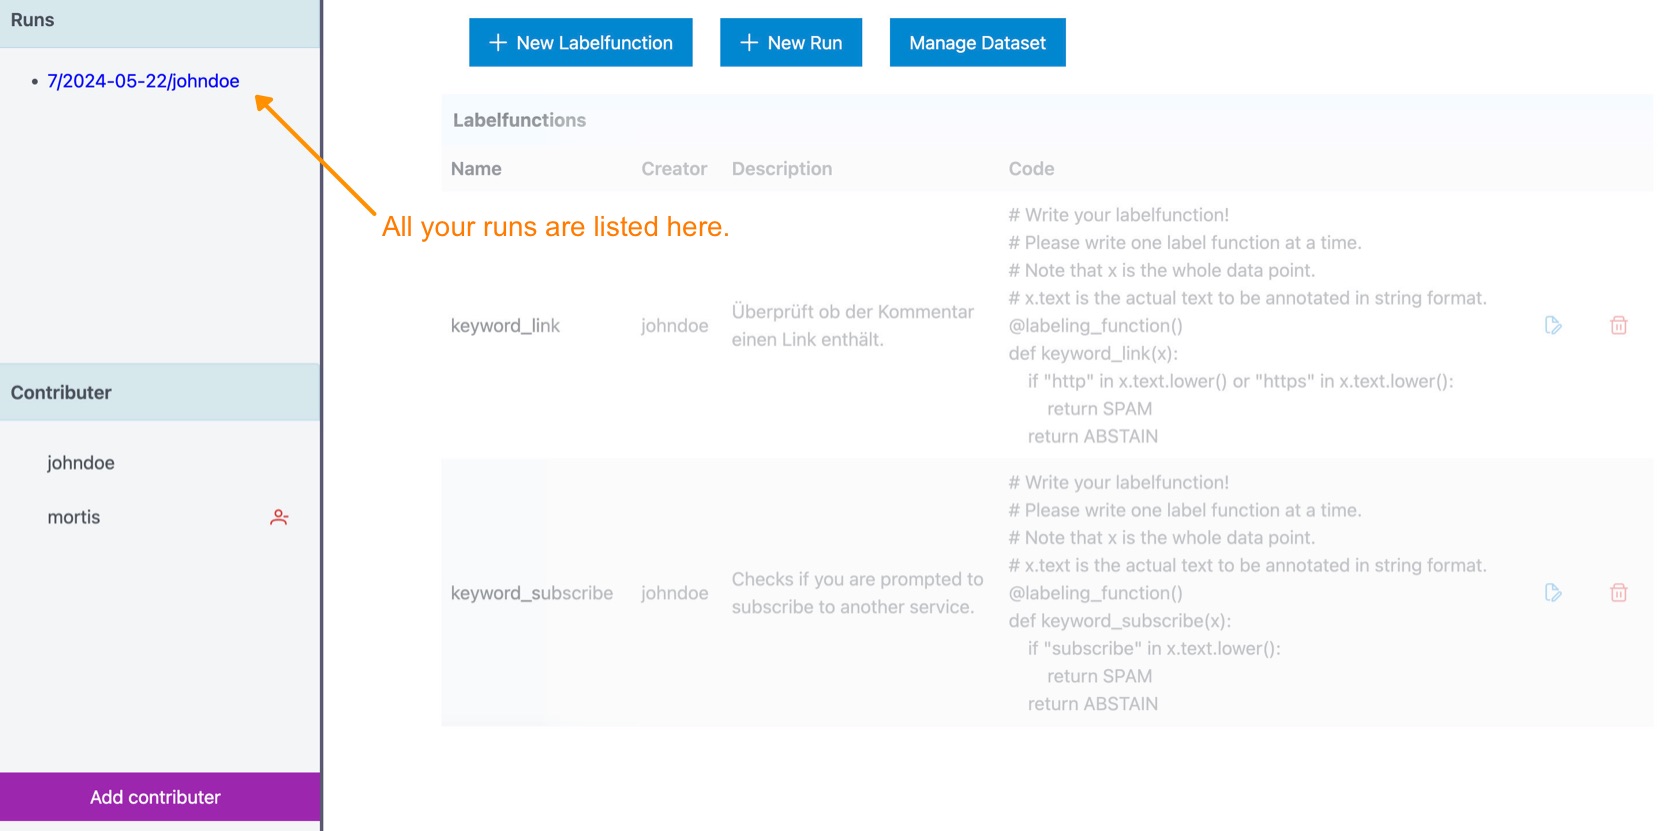 Runs
7/2024-05-22/johndoe
Contributer
johndoe
mortis
Add contributer
New Labelfunction
New Run
Manage Dataset
All your runs are listed here.
Labelfunctions
Name Creator Description Code
keyword_link johndoe
Überprüft ob der Kommentar
einen Link enthält.
# Write your labelfunction!
# Please write one label function at a time.
# Note that x is the whole data point.
# x.text is the actual text to be annotated in string format.
@labeling_function()
def keyword_link(x):
if "http" in x.text.lower() or "https" in x.text.lower():
return SPAM
return ABSTAIN
keyword_subscribe johndoe
Checks if you are prompted to
subscribe to another service.
# Write your labelfunction!
# Please write one label function at a time.
# Note that x is the whole data point.
# x.text is the actual text to be annotated in string format.
@labeling_function()
def keyword_subscribe(x):
if "subscribe" in x.text.lower():
return SPAM
return ABSTAIN